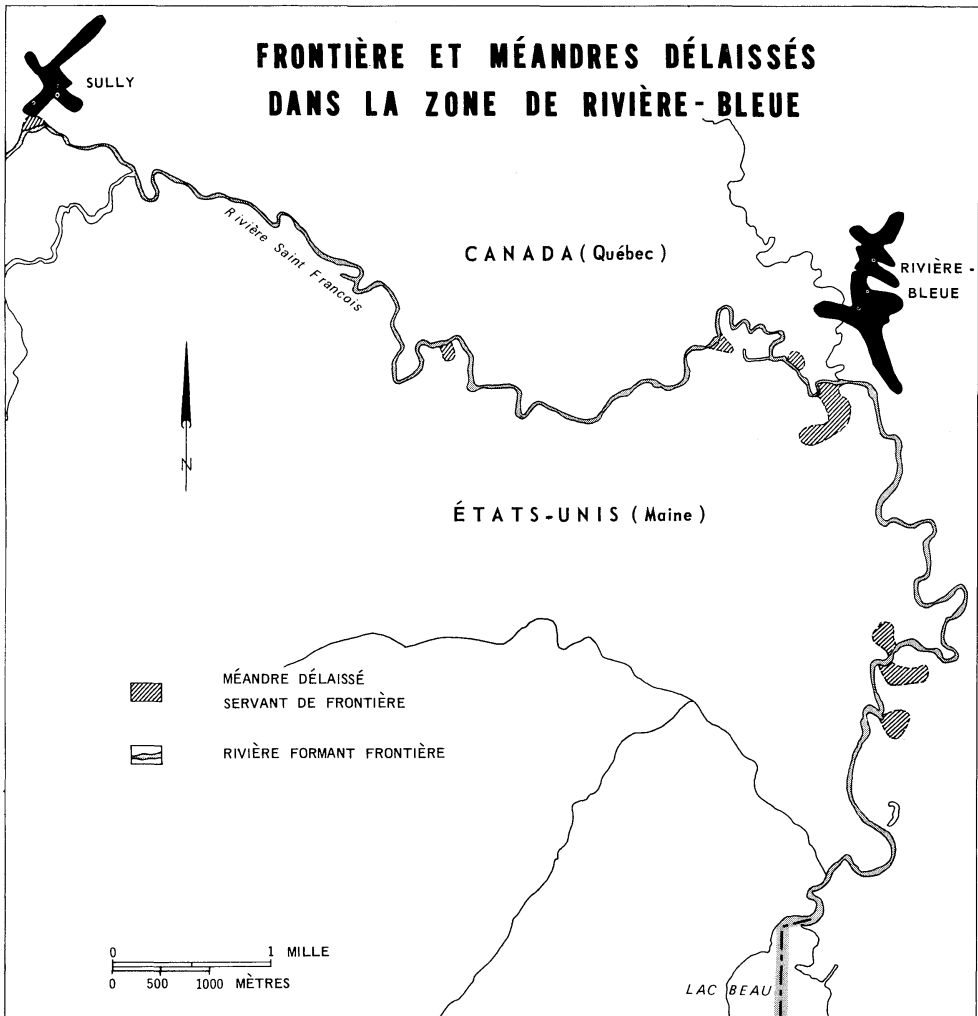 FRONTIÈRE ET MÉANDRES DÉLAISSÉS
DANS LA ZONE DE RIVIÈRE-BLEUE
SULLY
Rivière Saint Francois
CANADA (Québec)
RIVIÈRE-
BLEUE
N
ÉTATS-UNIS (Maine)
MÉANDRE DÉLAISSÉ
SERVANT DE FRONTIÈRE
RIVIÈRE FORMANT FRONTIÈRE
0 1 MILLE
0 500 1000 MÈTRES
LAC BEAU